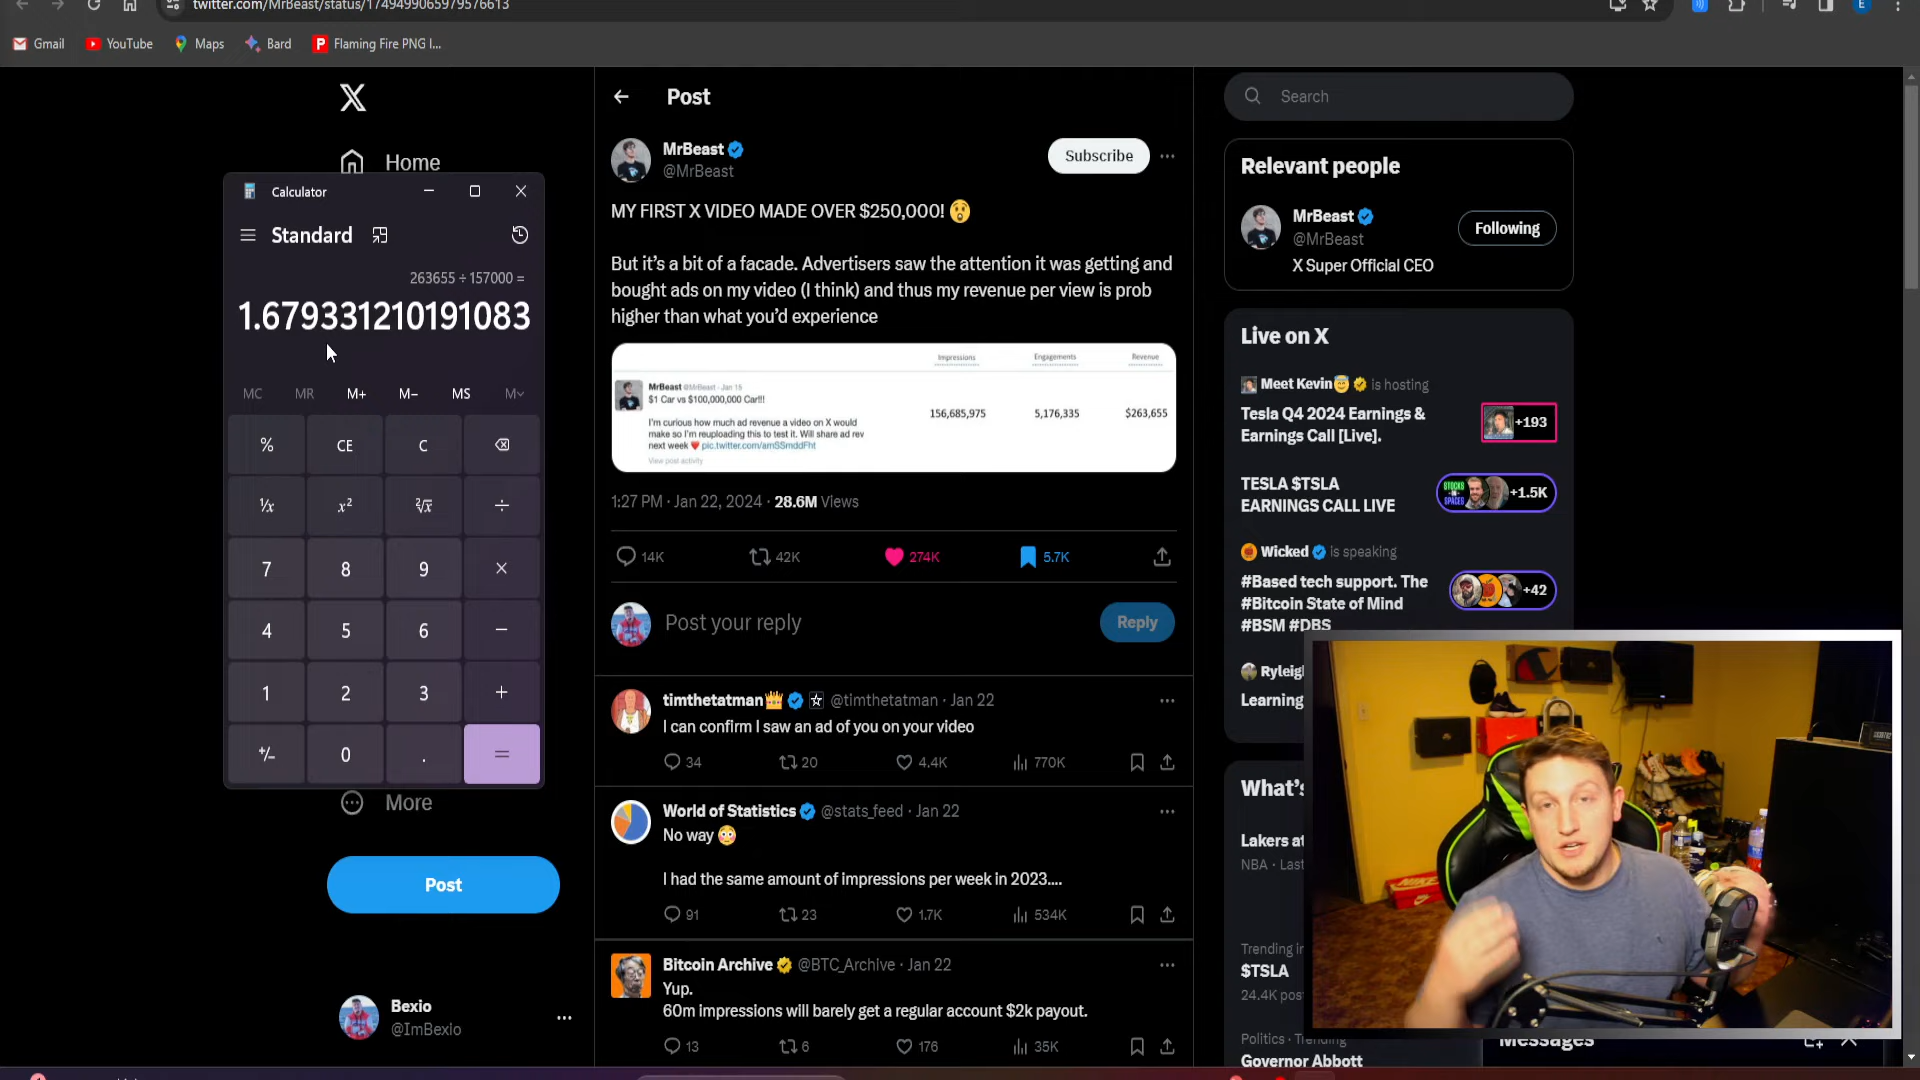 twitter.com/MrBeast/status/1749499065979576613
Gmail
YouTube
Maps
Bard
Flaming Fire PNG I...
Home
Calculator
Standard
263655 ÷ 157000 =
1.679331210191083
MC MR M+ M- MS M
% CE C
¹/x x² ²√x ÷
7 8 9 ×
4 5 6 −
1 2 3 +
+/- 0 . =
More
Post
Bexio
@ImBexio
Post
MrBeast
@MrBeast
Subscribe
MY FIRST X VIDEO MADE OVER $250,000! 😲
But it's a bit of a facade. Advertisers saw the attention it was getting and
bought ads on my video (I think) and thus my revenue per view is prob
higher than what you'd experience
Impressions Engagements Revenue
MrBeast @MrBeast · Jan 15
$1 Car vs $100,000,000 Car!!!
I'm curious how much ad revenue a video on X would
make so I'm reuploading this to test it. Will share ad rev
next week ❤ pic.twitter.com/amSSmddFht
View post activity
156,685,975 5,176,335 $263,655
1:27 PM · Jan 22, 2024 · 28.6M Views
14K 42K 274K 5.7K
Post your reply
Reply
timthetatman👑 @timthetatman · Jan 22
I can confirm I saw an ad of you on your video
34 20 4.4K 770K
World of Statistics @stats_feed · Jan 22
No way 😳
I had the same amount of impressions per week in 2023....
91 23 1.7K 534K
Bitcoin Archive @BTC_Archive · Jan 22
Yup.
60m impressions will barely get a regular account $2k payout.
13 6 176 35K
Search
Relevant people
MrBeast
@MrBeast
Following
X Super Official CEO
Live on X
Meet Kevin😇 is hosting
Tesla Q4 2024 Earnings &
Earnings Call [Live].
+193
TESLA $TSLA
EARNINGS CALL LIVE
STOCKS
SPACES
+1.5K
Wicked is speaking
#Based tech support. The
#Bitcoin State of Mind
#BSM #DBS
+42
Ryleigh
Learning
What's
Lakers at
NBA · Last
Trending in
$TSLA
24.4K pos
Politics · Trending
Governor Abbott
Messages